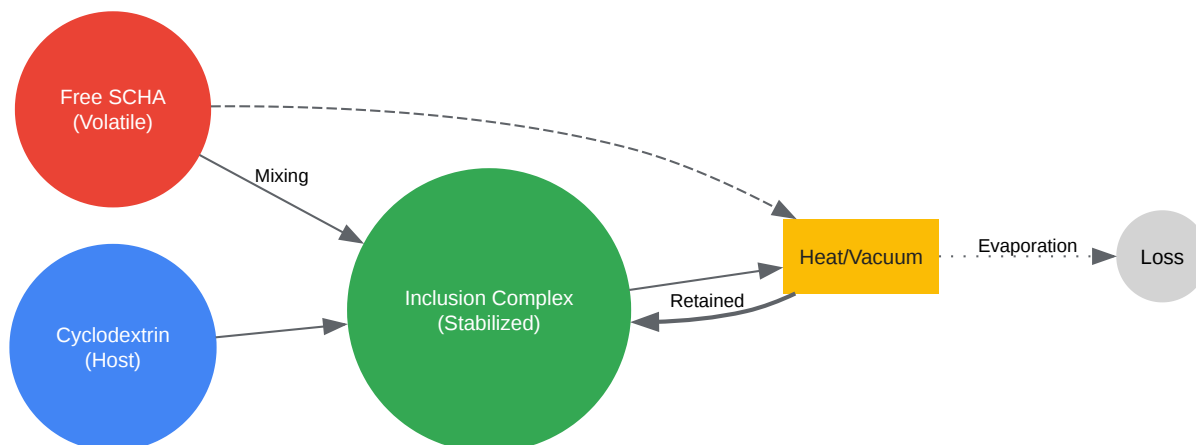 Free SCHA
(Volatile)
Mixing
Cyclodextrin
(Host)
Inclusion Complex
(Stabilized)
Retained
Heat/Vacuum
Evaporation
Loss